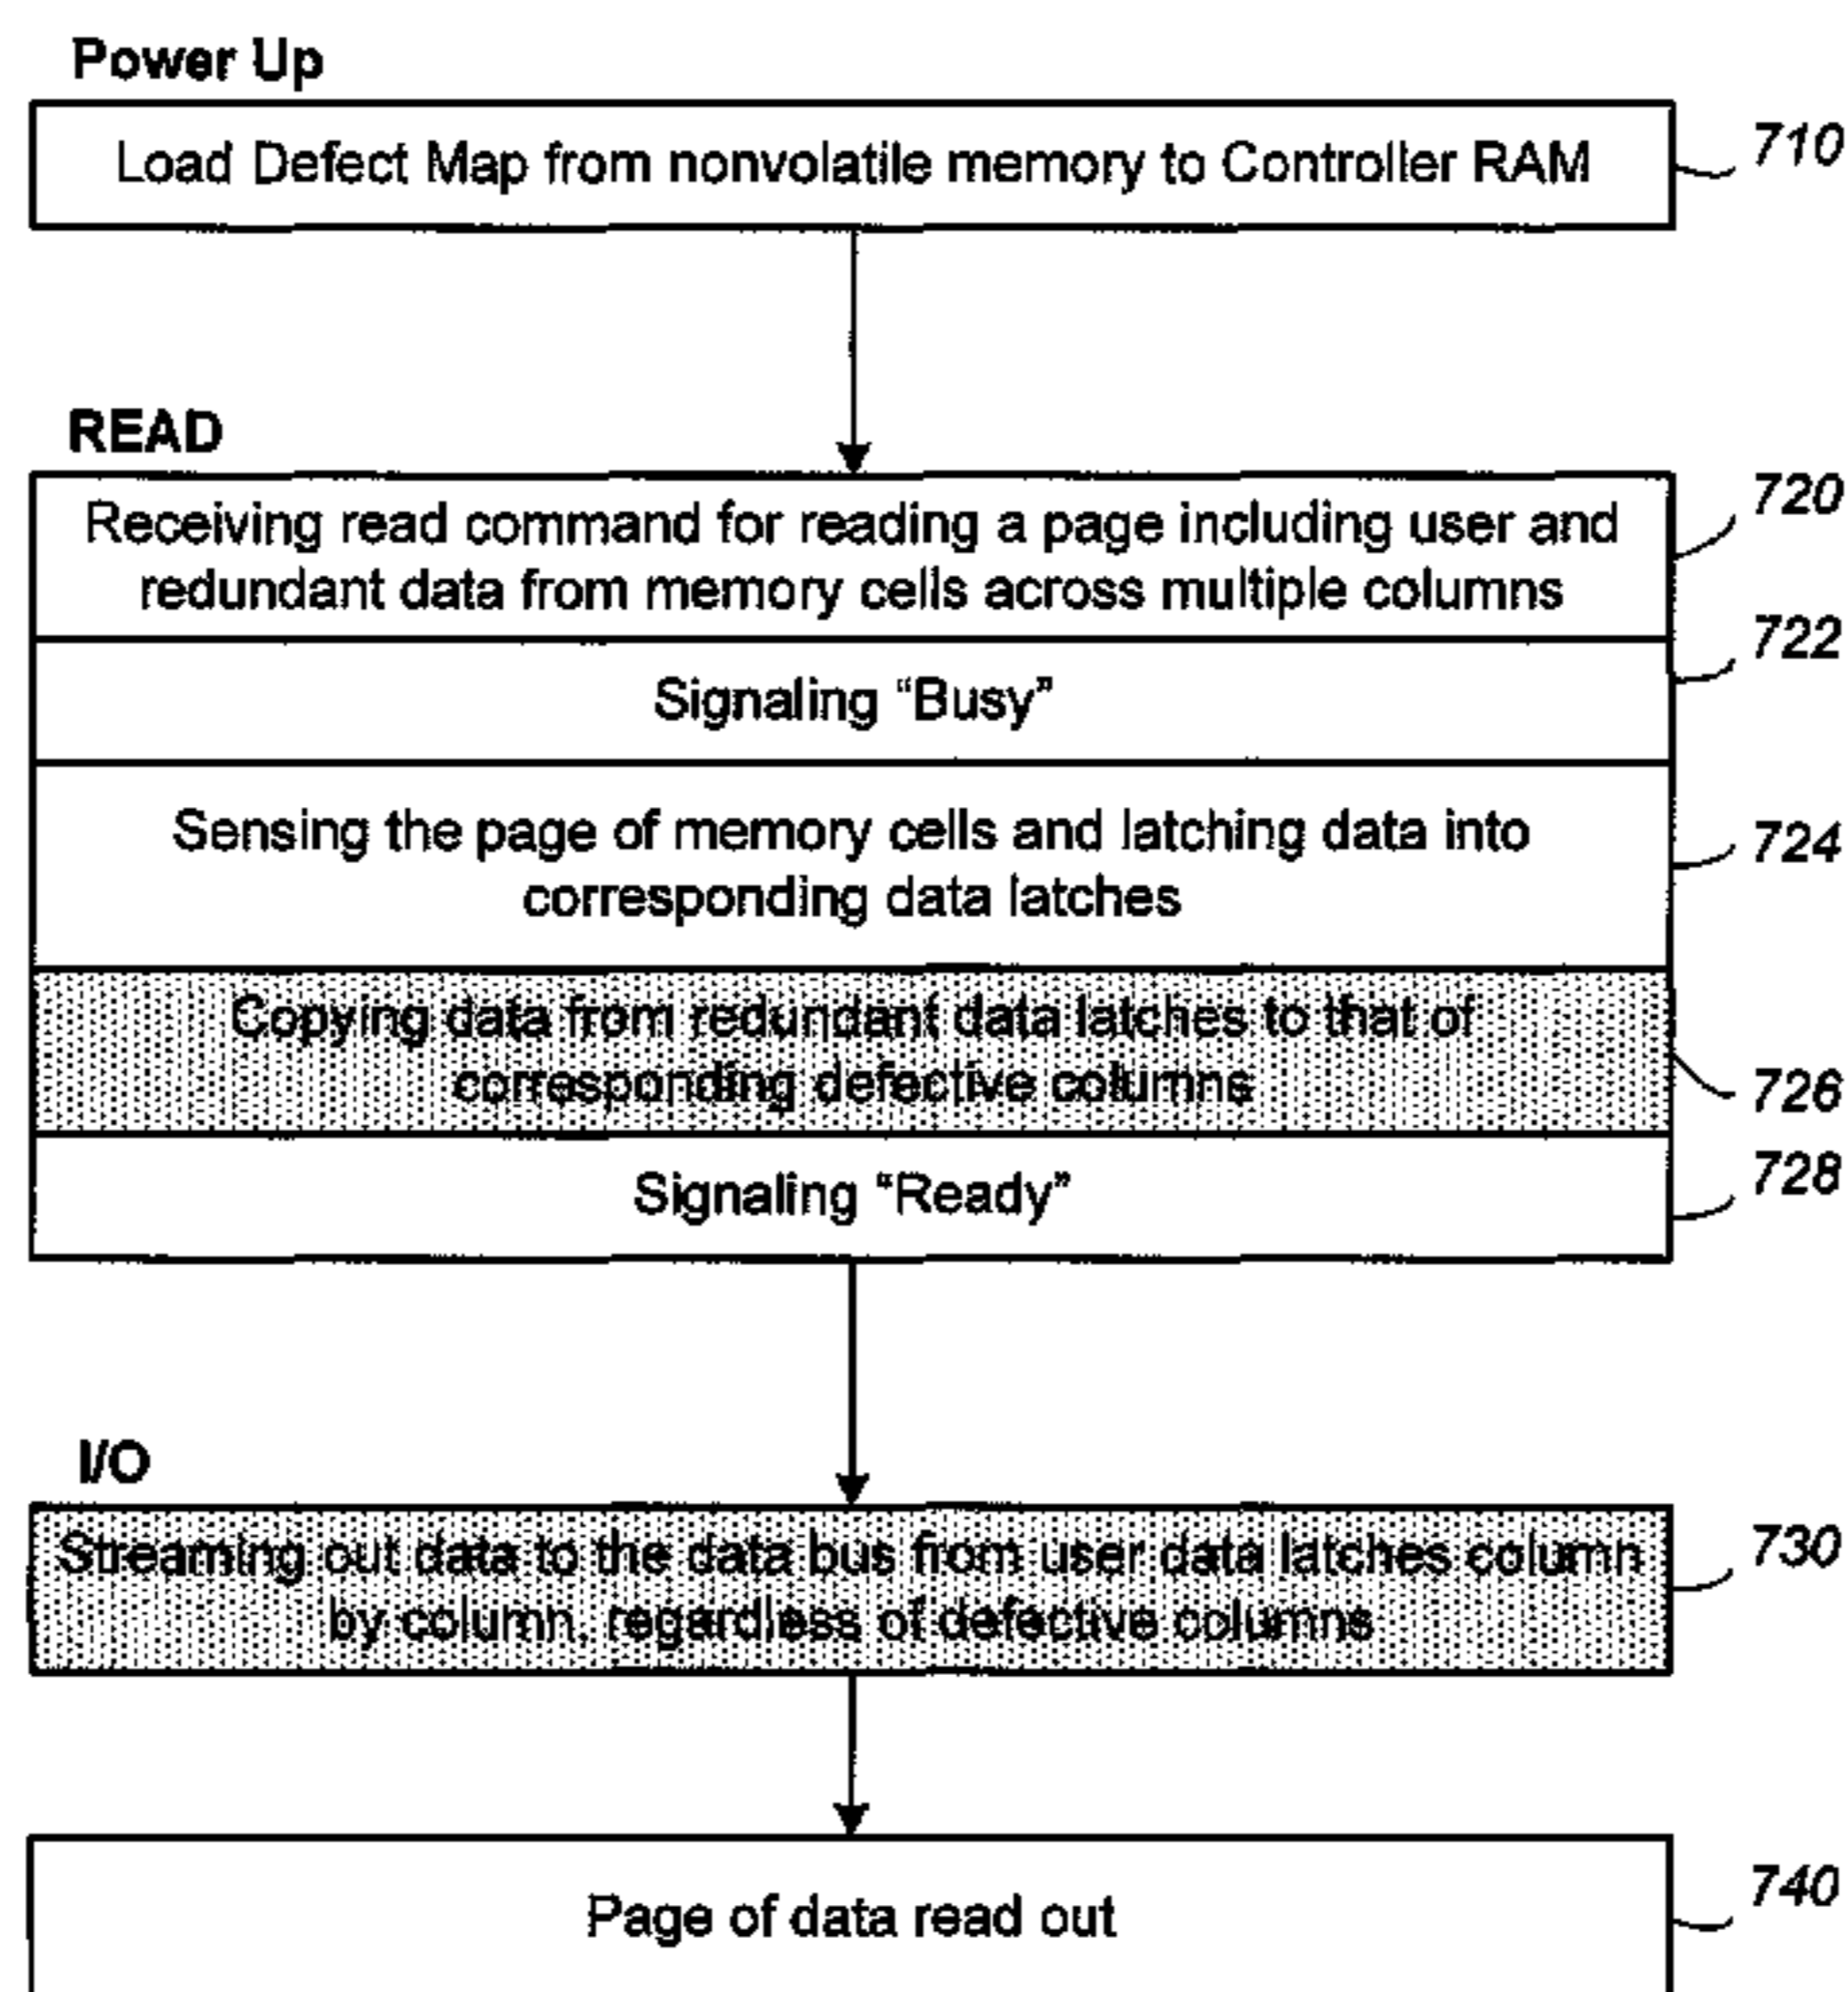 Power Up
Load Defect Map from nonvolatile memory to Controller RAM
710
READ
Receiving read command for reading a page including user and
redundant data from memory cells across multiple columns
720
Signaling “Busy”
722
Sensing the page of memory cells and latching data into
corresponding data latches
724
Copying data from redundant data latches to that of
corresponding defective columns
726
Signaling “Ready”
728
I/O
Streaming out data to the data bus from user data latches column
by column, regardless of defective columns
730
Page of data read out
740